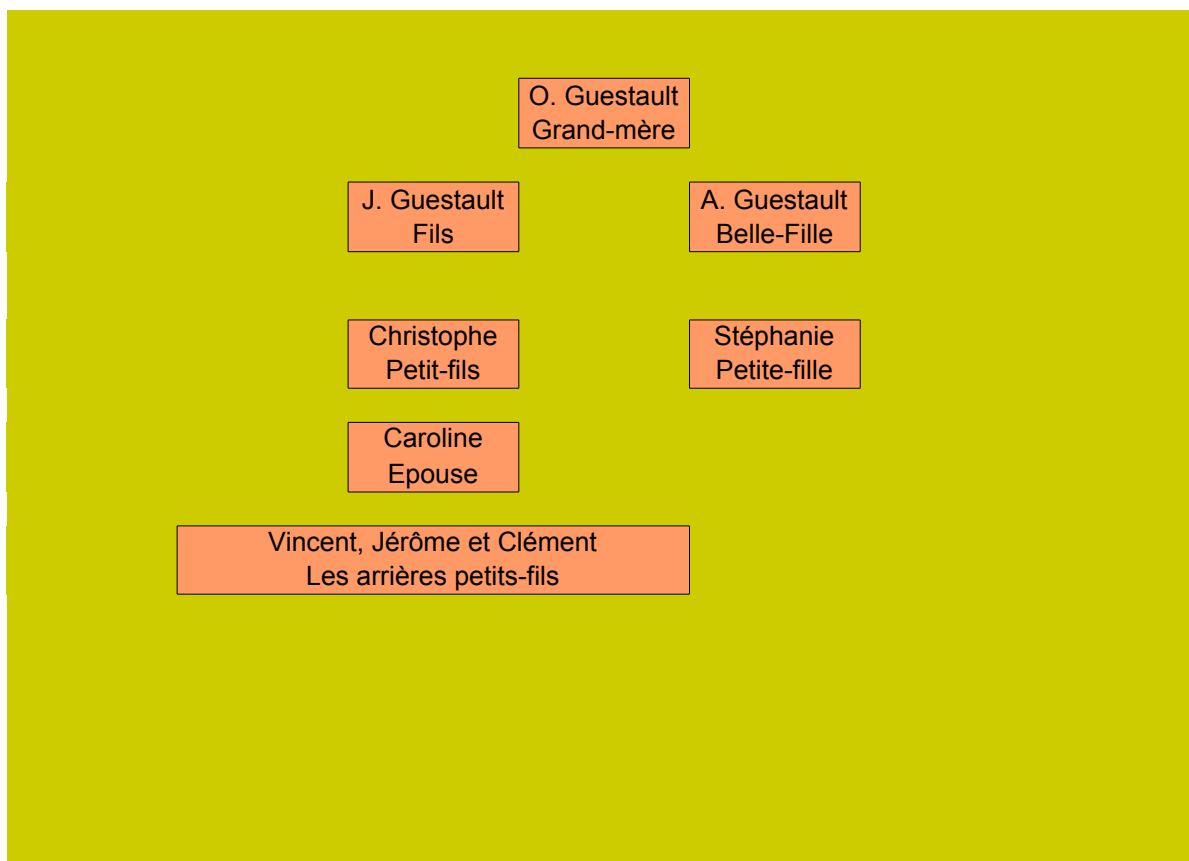 O. Guestault
Grand-mère
J. Guestault
Fils
A. Guestault
Belle-Fille
Christophe
Petit-fils
Stéphanie
Petite-fille
Caroline
Epouse
Vincent, Jérôme et Clément
Les arrières petits-fils